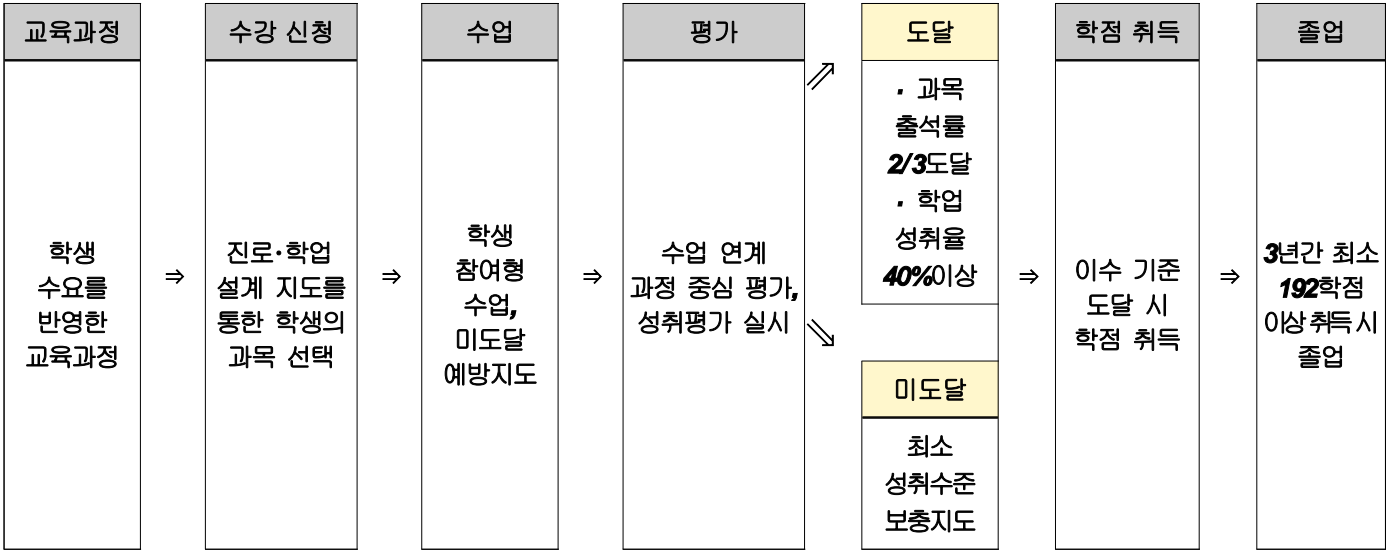 교육과정
학생
수요를
반영한
교육과정
⇒
수강 신청
진로·학업
설계 지도를
통한 학생의
과목 선택
⇒
수업
학생
참여형
수업,
미도달
예방지도
⇒
평가
수업 연계
과정 중심 평가,
성취평가 실시
⇗
⇘
도달
· 과목
출석률
2/3도달
· 학업
성취율
40%이상
미도달
최소
성취수준
보충지도
⇒
학점 취득
이수 기준
도달 시
학점 취득
⇒
졸업
3년간 최소
192학점
이상 취득 시
졸업